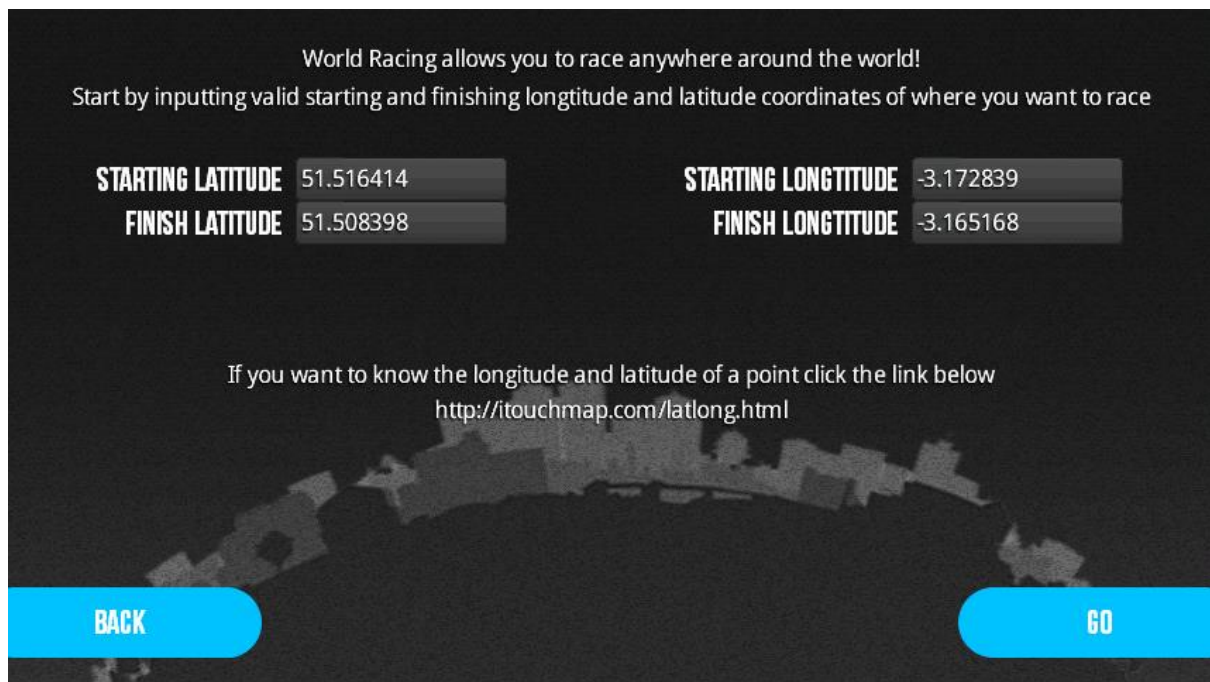 World Racing allows you to race anywhere around the world!
Start by inputting valid starting and finishing longtitude and latitude coordinates of where you want to race
STARTING LATITUDE 51.516414
STARTING LONGTITUDE -3.172839
FINISH LATITUDE 51.508398
FINISH LONGTITUDE -3.165168
If you want to know the longitude and latitude of a point click the link below
http://itouchmap.com/latlong.html
BACK
GO